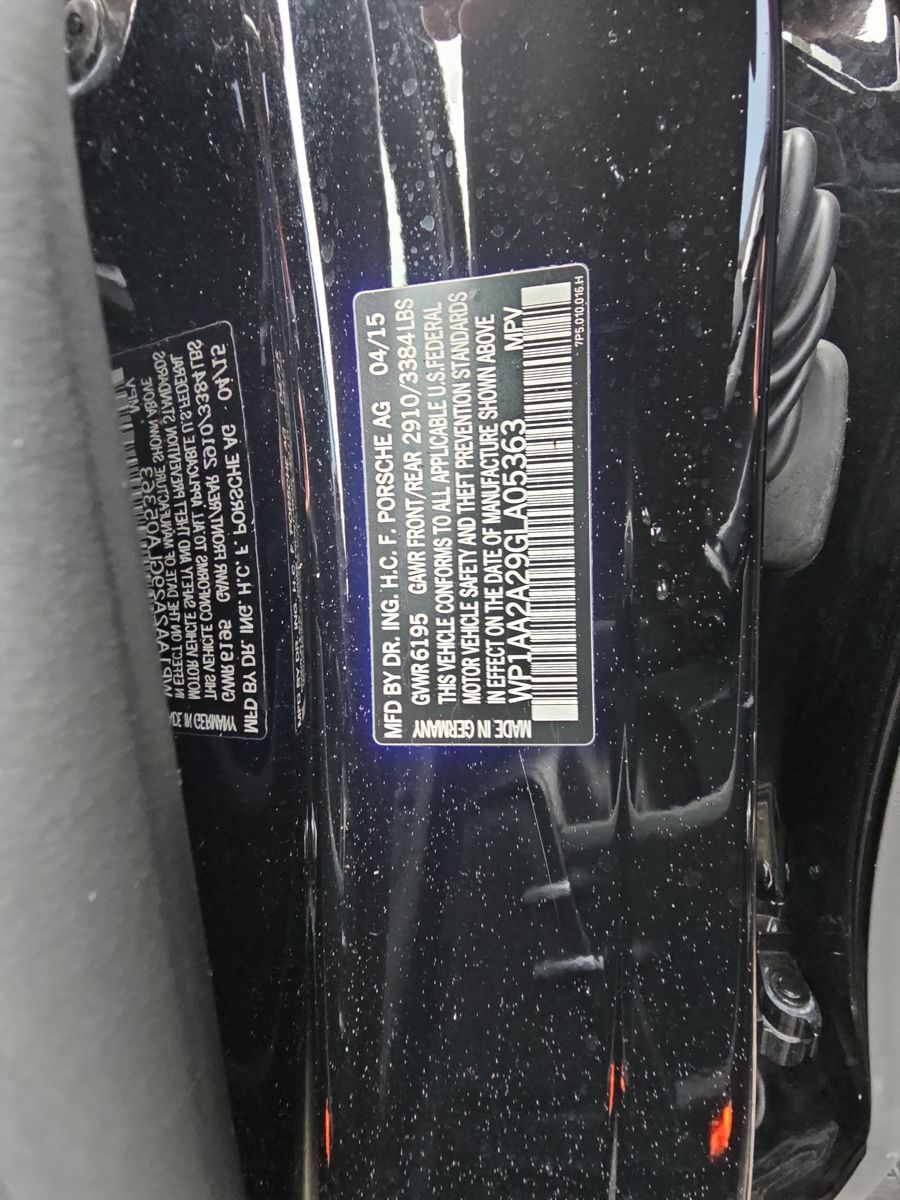 MFD BY DR. ING. H.C. F. PORSCHE AG 04/15
GVWR 6195 GAWR FRONT/REAR 2910/3384LBS
THIS VEHICLE CONFORMS TO ALL APPLICABLE U.S.FEDERAL
MOTOR VEHICLE SAFETY AND THEFT PREVENTION STANDARDS
IN EFFECT ON THE DATE OF MANUFACTURE SHOWN ABOVE
WP1AA2A29GLA05363 MPV
MADE IN GERMANY
7P5.010.016.H